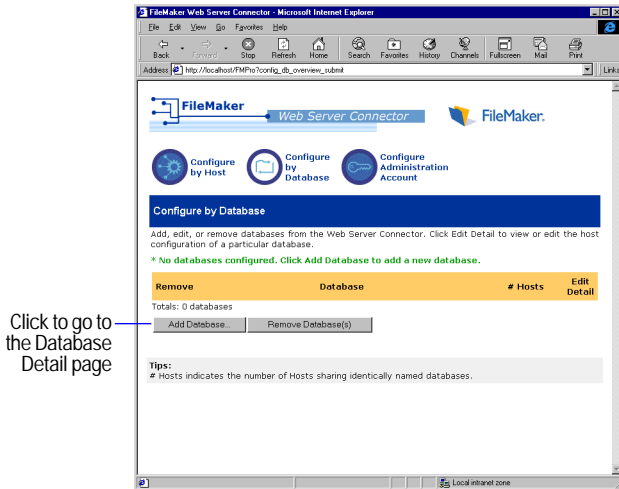 FileMaker Web Server Connector - Microsoft Internet Explorer
File Edit View Go Favorites Help
Back Forward Stop Refresh Home Search Favorites History Channels Fullscreen Mail Print
Address http://localhost/FMPro?config_db_overview_submit Links
FileMaker
Web Server Connector
FileMaker.
Configure by Host
Configure by Database
Configure Administration Account
Configure by Database
Add, edit, or remove databases from the Web Server Connector. Click Edit Detail to view or edit the host
configuration of a particular database.
* No databases configured. Click Add Database to add a new database.
Remove Database # Hosts Edit Detail
Totals: 0 databases
Add Database... Remove Database(s)
Click to go to
the Database
Detail page
Tips:
# Hosts indicates the number of Hosts sharing identically named databases.
Local intranet zone